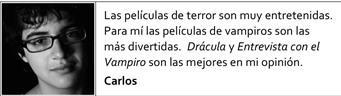 Las películas de terror son muy entretenidas.
Para mí las películas de vampiros son las
más divertidas. Drácula y Entrevista con el
Vampiro son las mejores en mi opinión.
Carlos